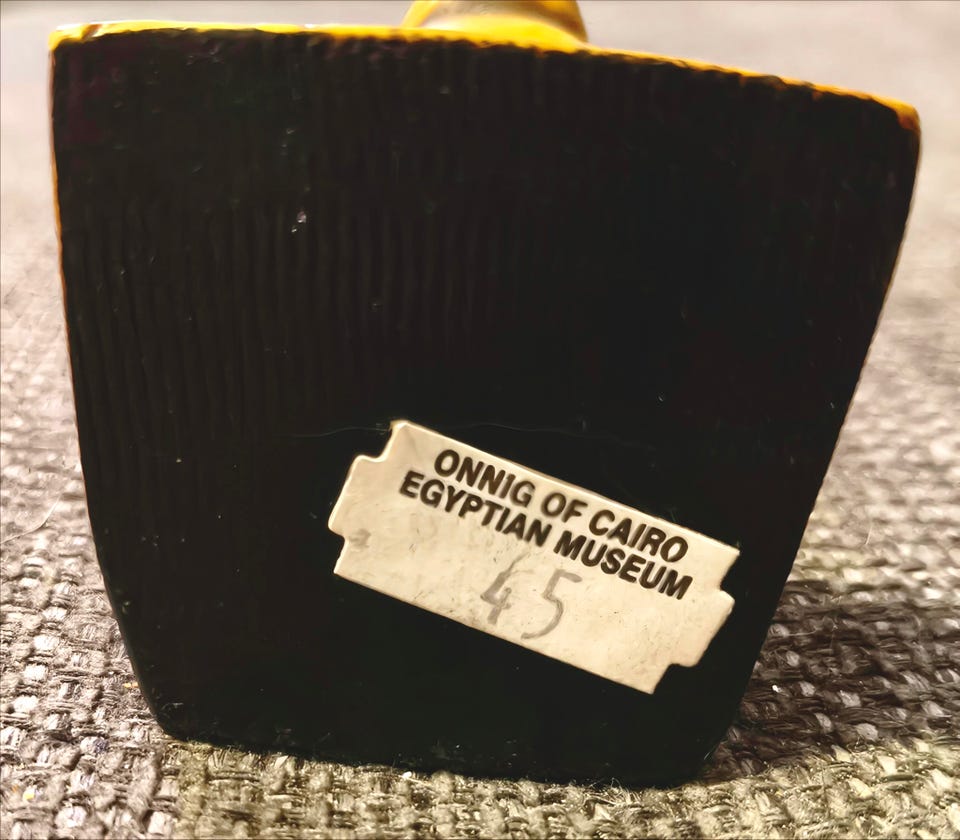 ONNIG OF CAIRO
EGYPTIAN MUSEUM
45